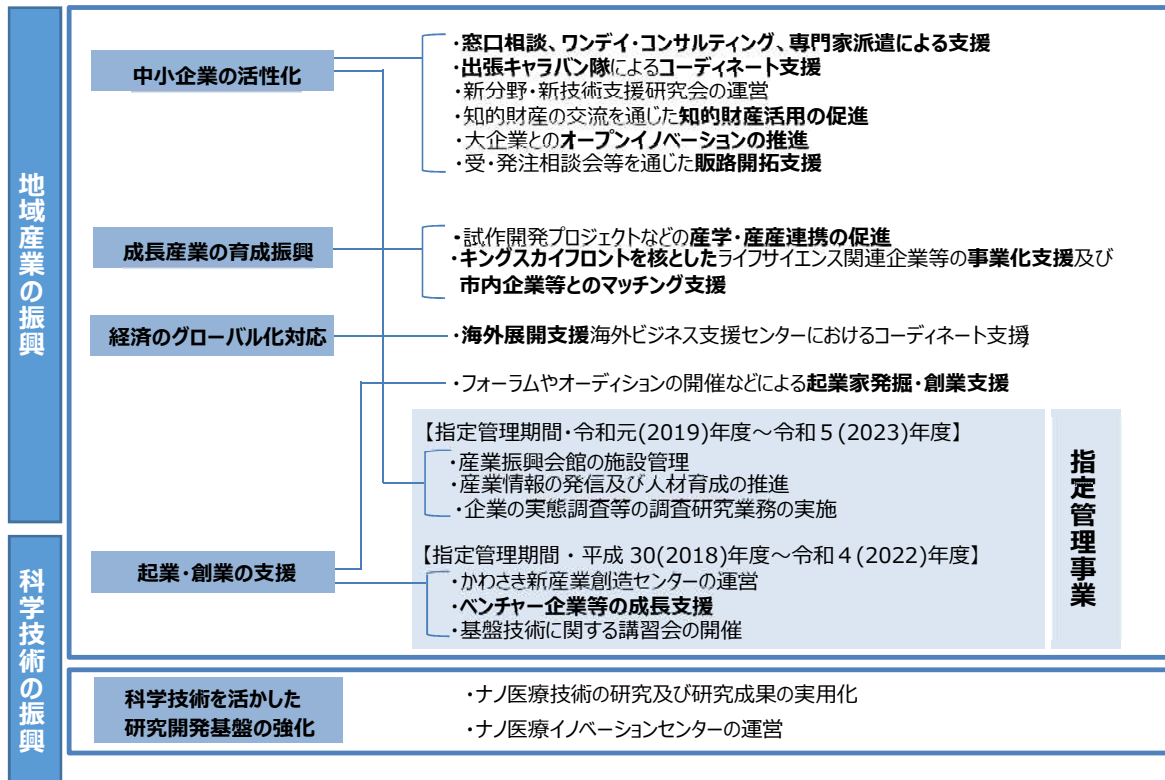 地域産業の振興
中小企業の活性化
・窓口相談、ワンデイ・コンサルティング、専門家派遣による支援
・出張キャラバン隊によるコーディネート支援
・新分野・新技術支援研究会の運営
・知的財産の交流を通じた知的財産活用の促進
・大企業とのオープンイノベーションの推進
・受・発注相談会等を通じた販路開拓支援
成長産業の育成振興
・試作開発プロジェクトなどの産学・産産連携の促進
・キングスカイフロントを核としたライフサイエンス関連企業等の事業化支援及び
市内企業等とのマッチング支援
経済のグローバル化対応
・海外展開支援海外ビジネス支援センターにおけるコーディネート支援)
・フォーラムやオーディションの開催などによる起業家発掘・創業支援
【指定管理期間・令和元(2019)年度～令和５(2023)年度】
・産業振興会館の施設管理
・産業情報の発信及び人材育成の推進
・企業の実態調査等の調査研究業務の実施
指定管理事業
科学技術の振興
起業・創業の支援
【指定管理期間・平成 30(2018)年度～令和４(2022)年度】
・かわさき新産業創造センターの運営
・ベンチャー企業等の成長支援
・基盤技術に関する講習会の開催
科学技術を活かした
研究開発基盤の強化
・ナノ医療技術の研究及び研究成果の実用化
・ナノ医療イノベーションセンターの運営